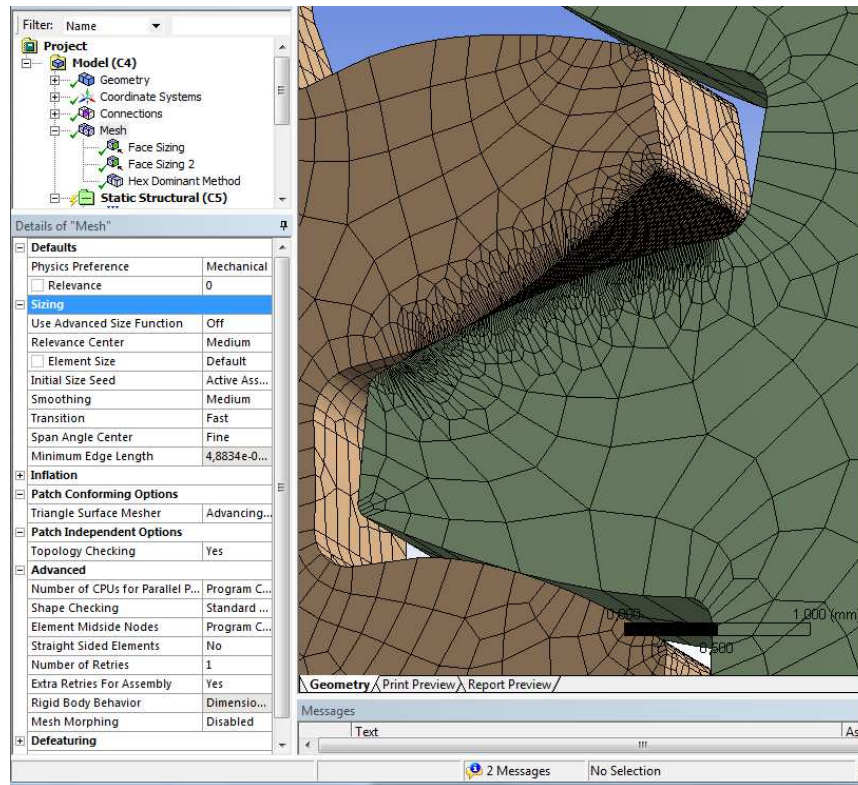 Filter: Name
Project
Model (C4)
Geometry
Coordinate Systems
Connections
Mesh
Face Sizing
Face Sizing 2
Hex Dominant Method
Static Structural (C5)
Details of "Mesh"
Defaults
Physics Preference Mechanical
Relevance 0
Sizing
Use Advanced Size Function Off
Relevance Center Medium
Element Size Default
Initial Size Seed Active Ass...
Smoothing Medium
Transition Fast
Span Angle Center Fine
Minimum Edge Length 4,8834e-0...
Inflation
Patch Conforming Options
Triangle Surface Mesher Advancing...
Patch Independent Options
Topology Checking Yes
Advanced
Number of CPUs for Parallel P... Program C...
Shape Checking Standard ...
Element Midside Nodes Program C...
Straight Sided Elements No
Number of Retries 1
Extra Retries For Assembly Yes
Rigid Body Behavior Dimensio...
Mesh Morphing Disabled
Defeaturing
0,000 1,000 (mm)
0,500
Geometry Print Preview Report Preview
Messages
Text As
2 Messages No Selection